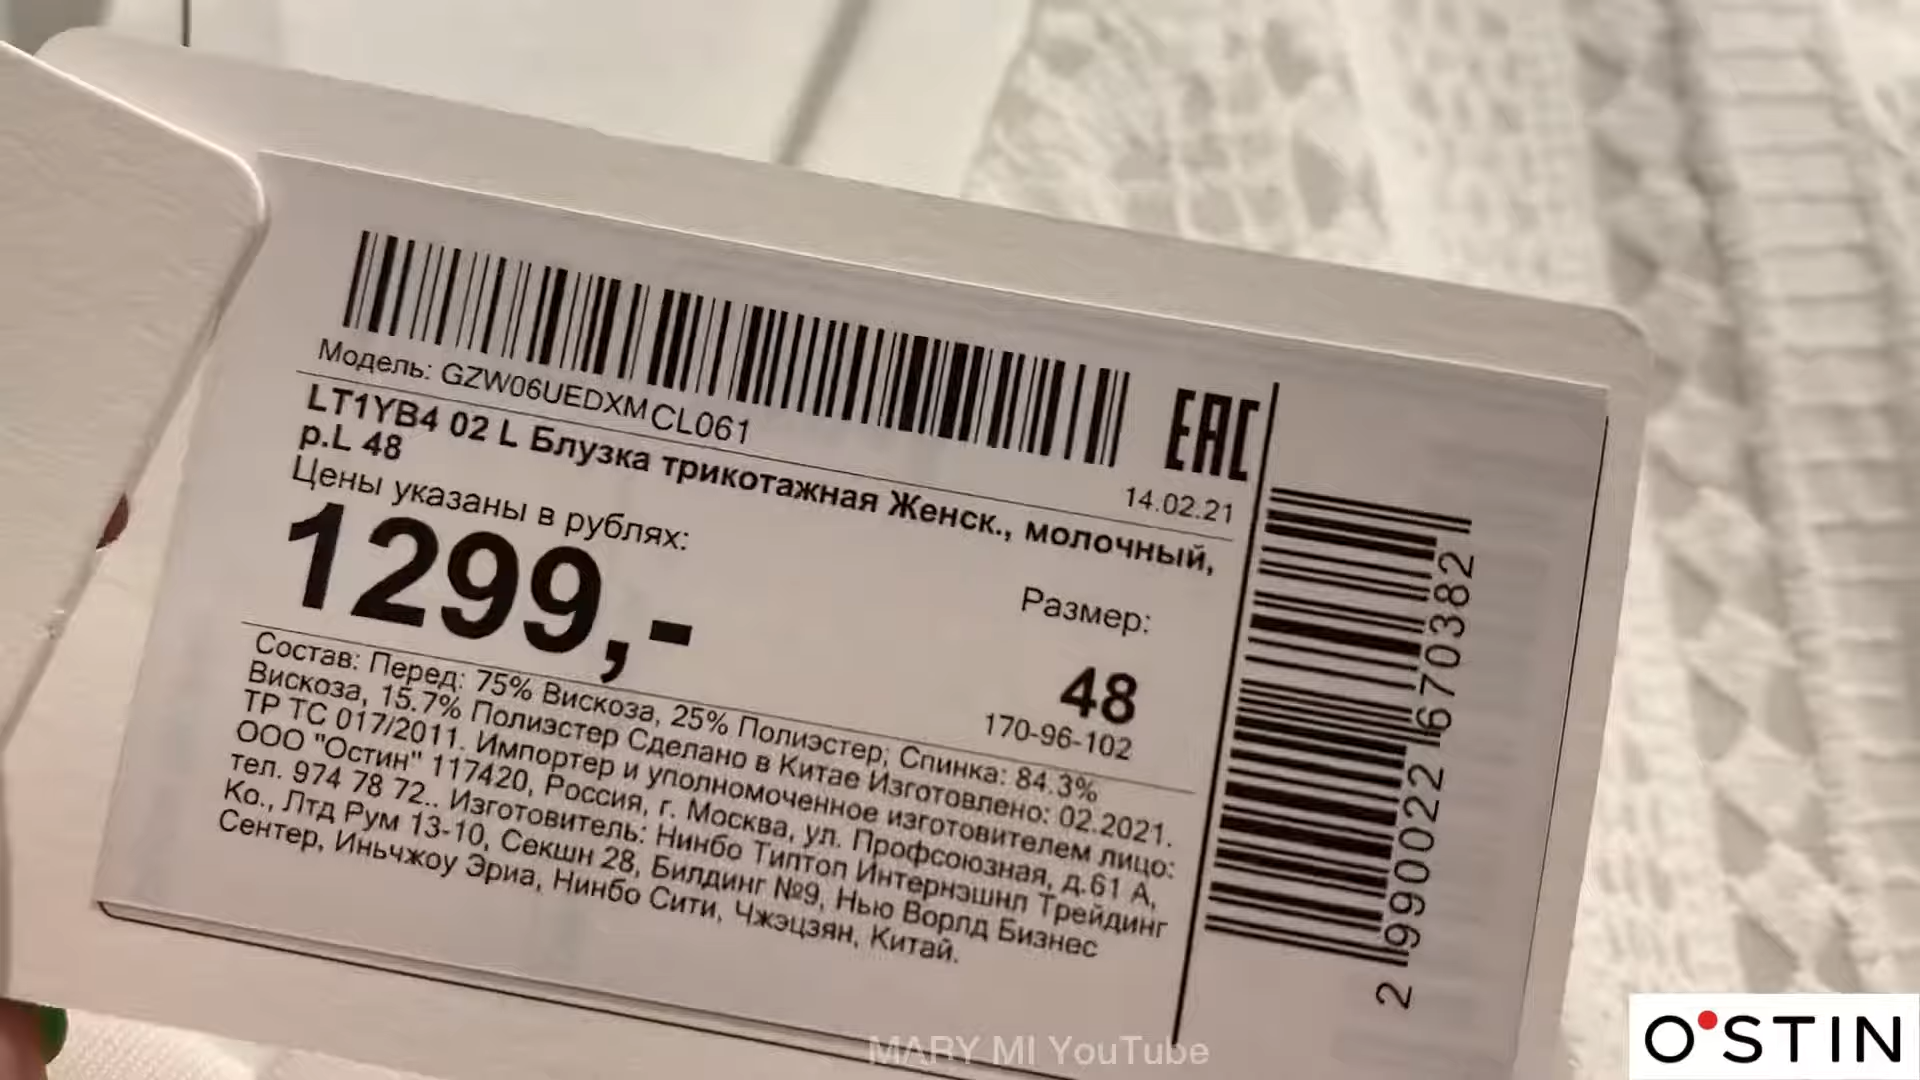 Модель: GZW06UEDXM CL061
EAC
14.02.21
LT1YB4 02 L Блузка трикотажная Женск., молочный,
р.L 48
Цены указаны в рублях:
1299,-
Размер:
48
170-96-102
Состав: Перед: 75% Вискоза, 25% Полиэстер; Спинка: 84.3%
Вискоза, 15.7% Полиэстер Сделано в Китае Изготовлено: 02.2021.
ТР ТС 017/2011. Импортер и уполномоченное изготовителем лицо:
ООО "Остин" 117420, Россия, г. Москва, ул. Профсоюзная, д.61 А,
тел. 974 78 72.. Изготовитель: Нинбо Типтоп Интернэшнл Трейдинг
Ко., Лтд Рум 13-10, Секшн 28, Билдинг №9, Нью Ворлд Бизнес
Сентер, Иньчжоу Эриа, Нинбо Сити, Чжэцзян, Китай.
2 990022 670382
MARY MI YouTube
O'STIN